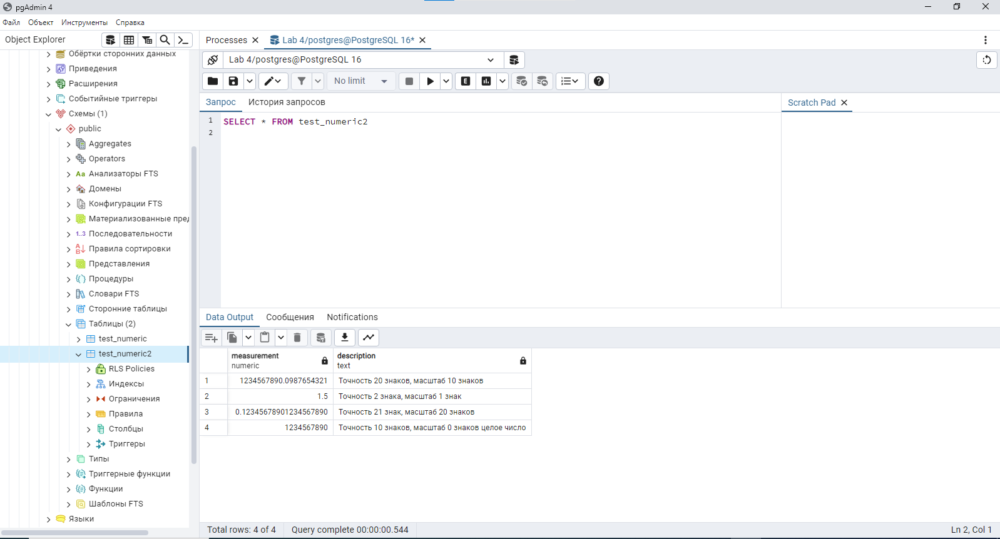 pgAdmin 4
Файл Объект Инструменты Справка
Object Explorer
Обёртки сторонних данных
Приведения
Расширения
Событийные триггеры
Схемы (1)
public
Aggregates
Operators
Aa Анализаторы FTS
Домены
Конфигурации FTS
Материализованные пред
1..3 Последовательности
Правила сортировки
Представления
Процедуры
Словари FTS
Сторонние таблицы
Таблицы (2)
test_numeric
test_numeric2
RLS Policies
Индексы
Ограничения
Правила
Столбцы
Триггеры
Типы
Триггерные функции
Функции
Шаблоны FTS
Языки
Processes Lab 4/postgres@PostgreSQL 16*
Lab 4/postgres@PostgreSQL 16
No limit E
Запрос История запросов
Scratch Pad
1 SELECT * FROM test_numeric2
2
Data Output Сообщения Notifications
measurement description
numeric text
1 1234567890.0987654321 Точность 20 знаков, масштаб 10 знаков
2 1.5 Точность 2 знака, масштаб 1 знак
3 0.12345678901234567890 Точность 21 знак, масштаб 20 знаков
4 1234567890 Точность 10 знаков, масштаб 0 знаков целое число
Total rows: 4 of 4 Query complete 00:00:00.544 Ln 2, Col 1